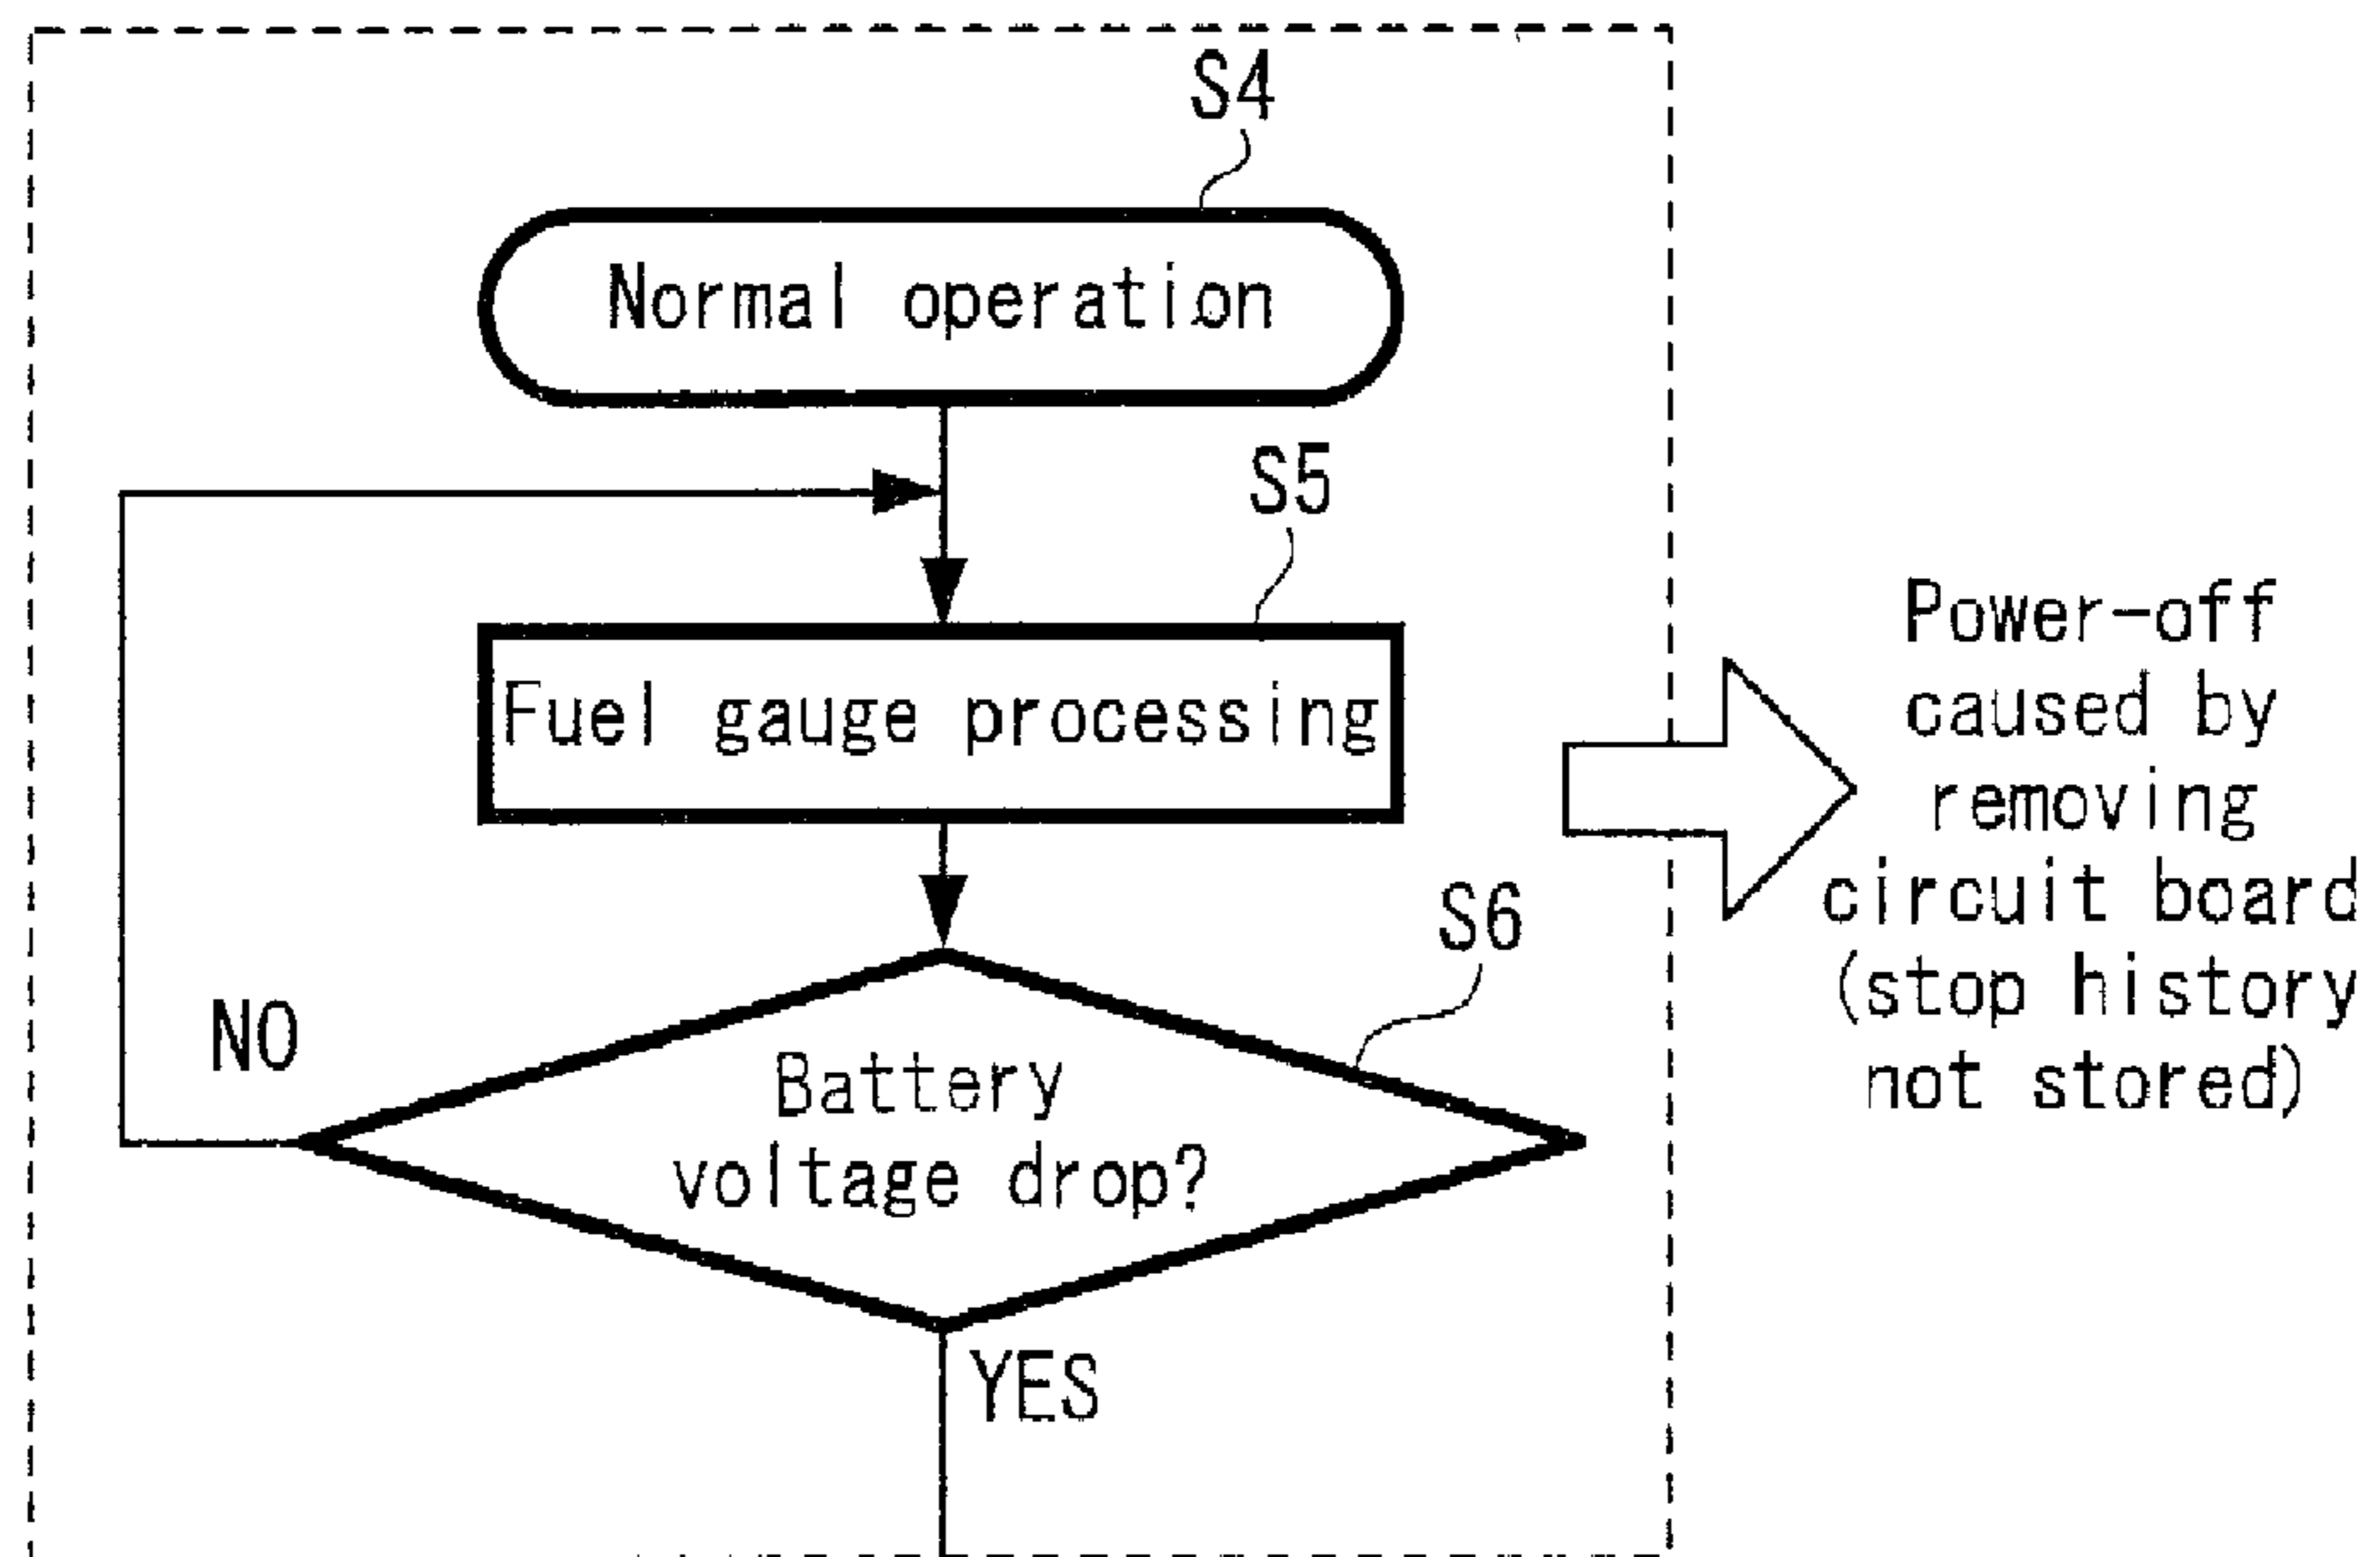 S4
Normal operation
S5
Fuel gauge processing
Power-off
caused by
removing
circuit board
(stop history
not stored)
S6
NO
Battery
voltage drop?
YES